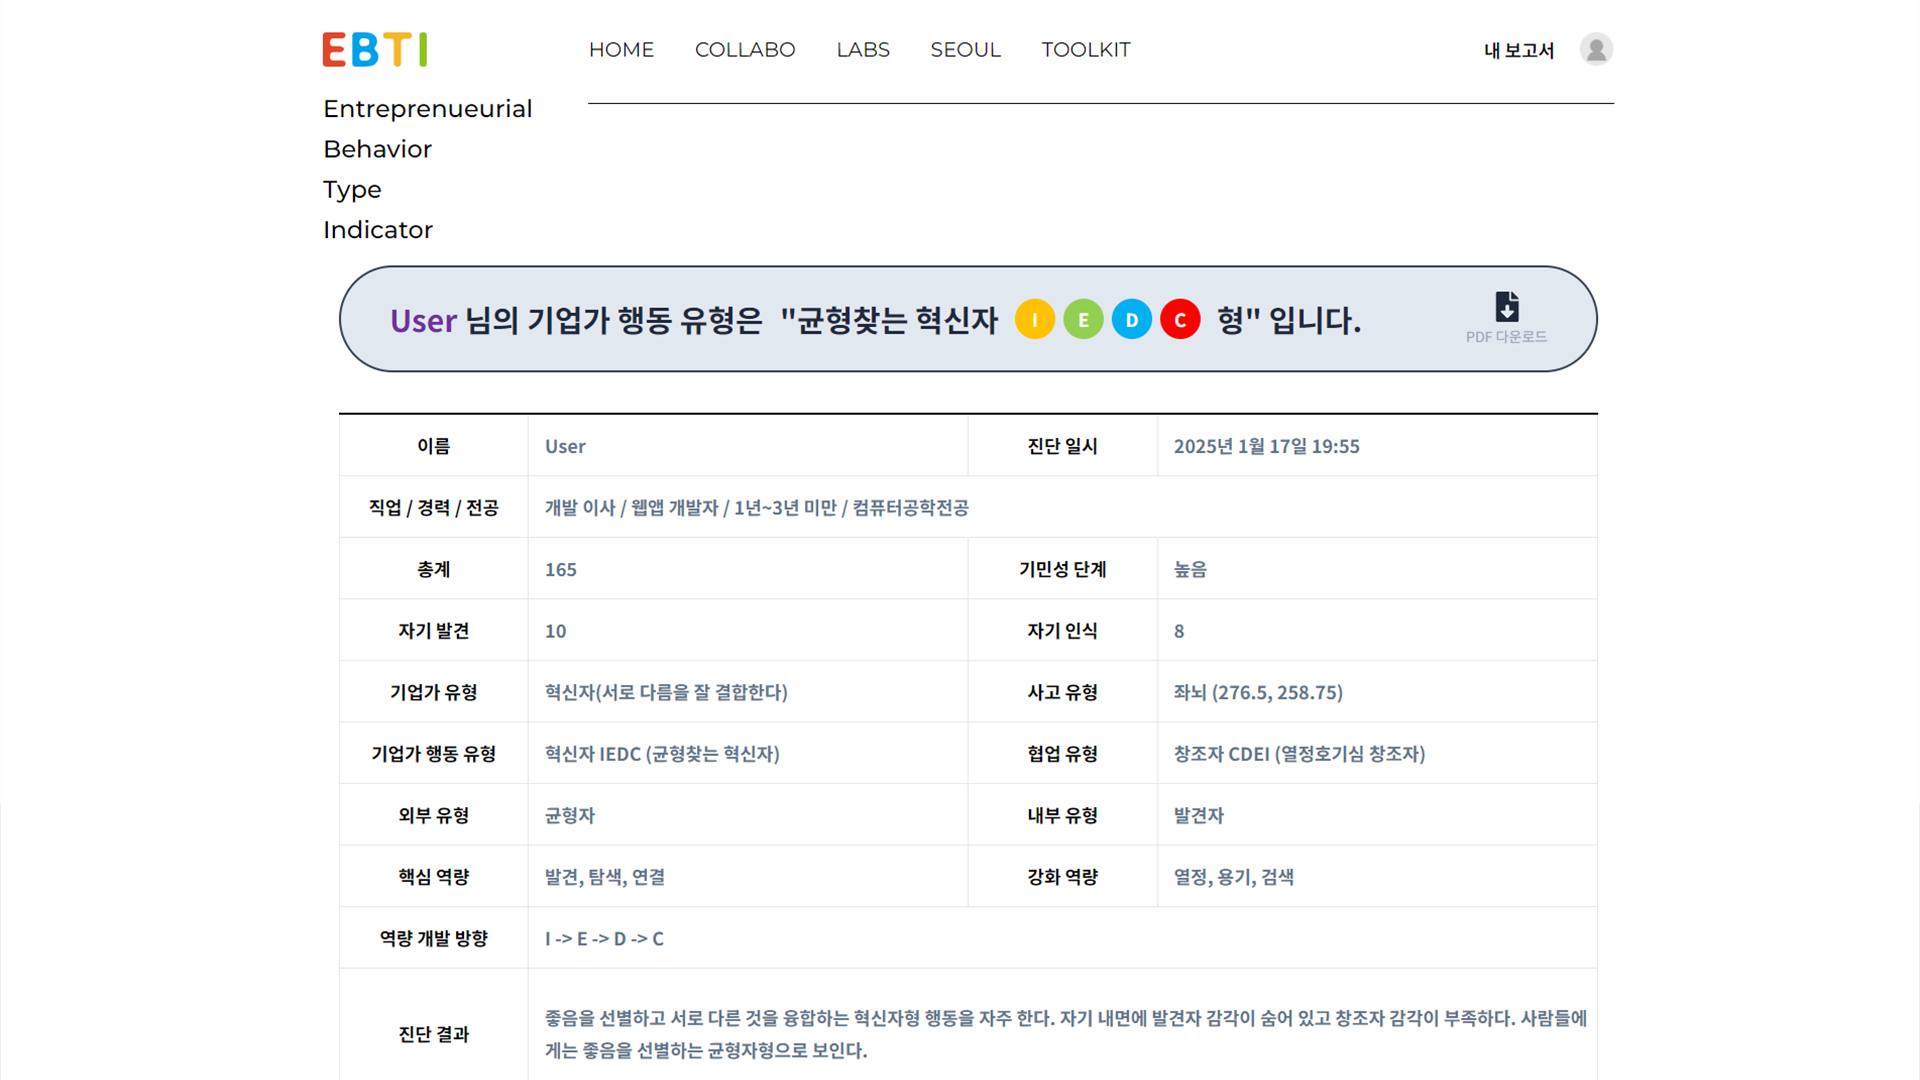 EBTI
HOME COLLABO LABS SEOUL TOOLKIT 내 보고서
Entreprenueurial
Behavior
Type
Indicator
User 님의 기업가 행동 유형은 "균형찾는 혁신자 I E D C 형" 입니다.
PDF 다운로드
이름 User 진단 일시 2025년 1월 17일 19:55
직업 / 경력 / 전공 개발 이사 / 웹앱 개발자 / 1년~3년 미만 / 컴퓨터공학전공
총계 165 기민성 단계 높음
자기 발견 10 자기 인식 8
기업가 유형 혁신자(서로 다름을 잘 결합한다) 사고 유형 좌뇌 (276.5, 258.75)
기업가 행동 유형 혁신자 IEDC (균형찾는 혁신자) 협업 유형 창조자 CDEI (열정호기심 창조자)
외부 유형 균형자 내부 유형 발견자
핵심 역량 발견, 탐색, 연결 강화 역량 열정, 용기, 검색
역량 개발 방향 I -> E -> D -> C
진단 결과 좋음을 선별하고 서로 다른 것을 융합하는 혁신자형 행동을 자주 한다. 자기 내면에 발견자 감각이 숨어 있고 창조자 감각이 부족하다. 사람들에
게는 좋음을 선별하는 균형자형으로 보인다.